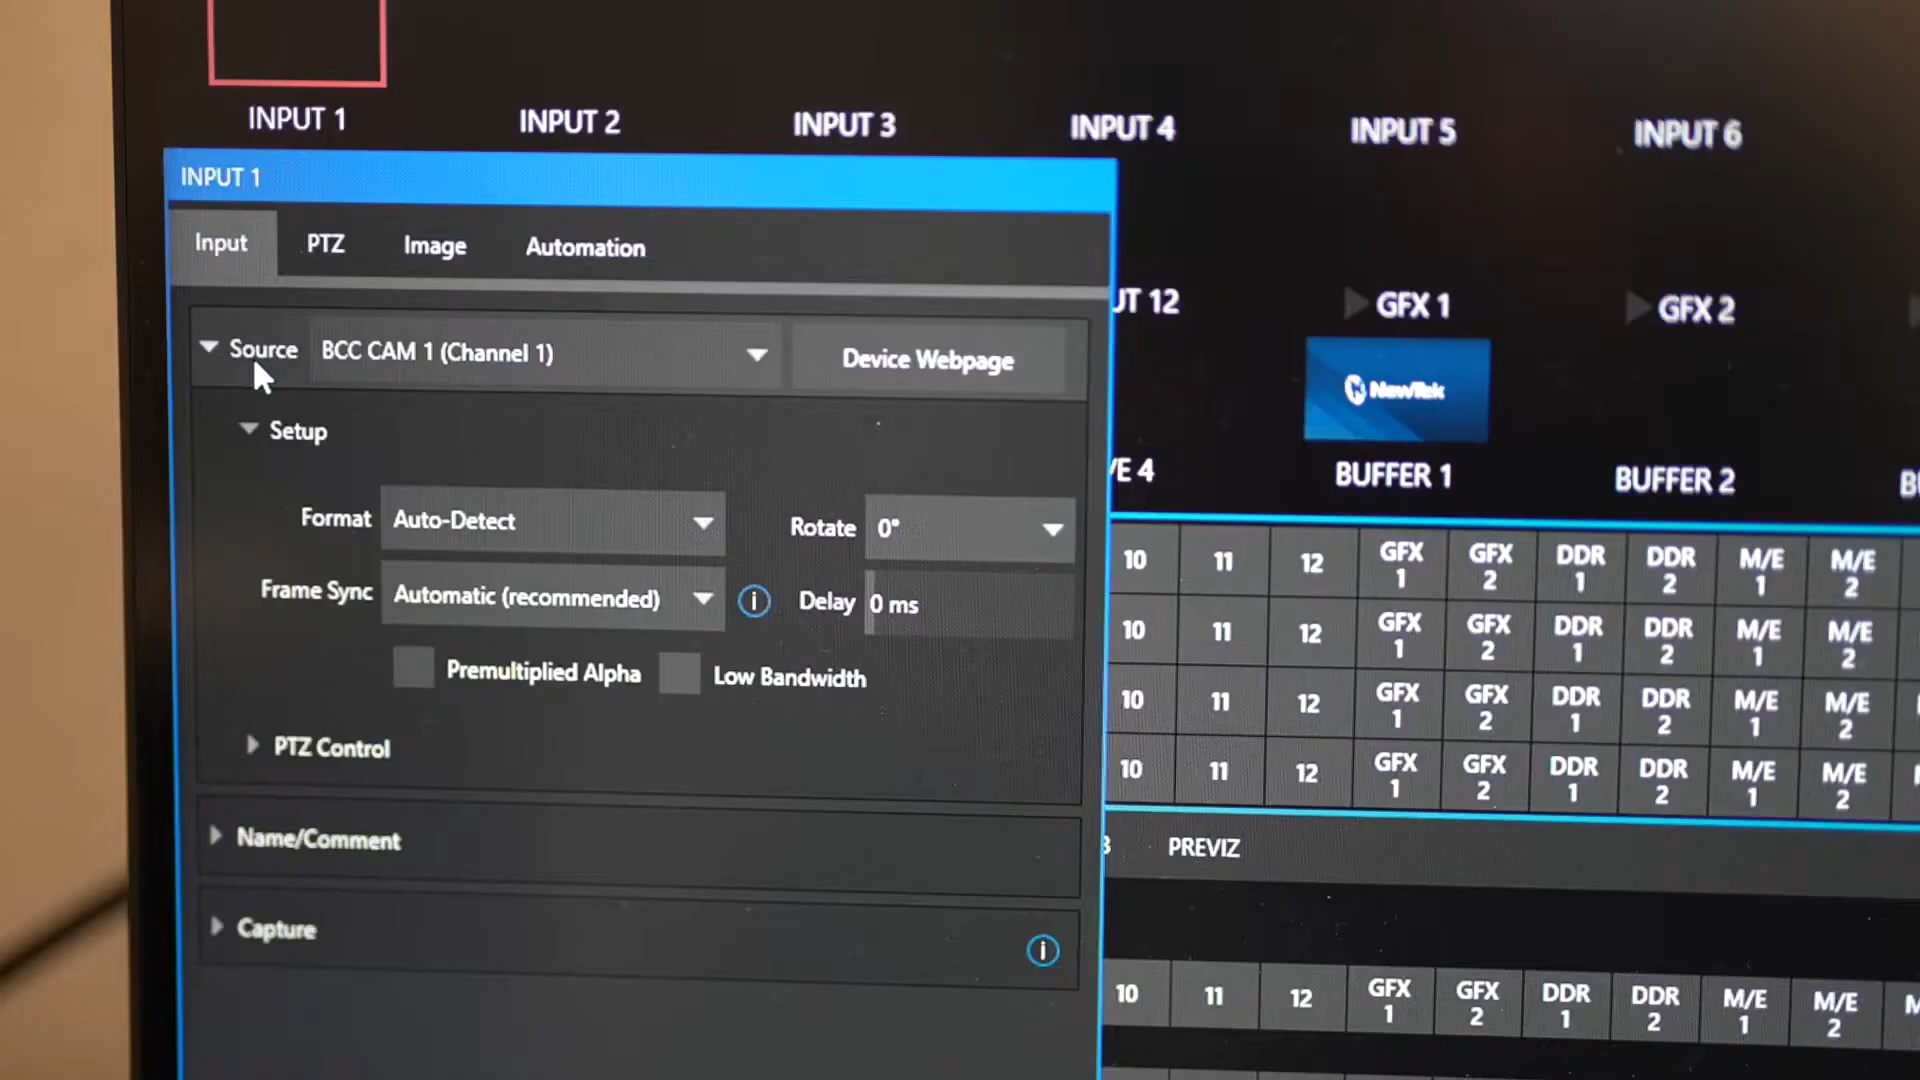 INPUT 1 INPUT 2 INPUT 3 INPUT 4 INPUT 5 INPUT 6
INPUT 1
Input PTZ Image Automation
Source BCC CAM 1 (Channel 1) Device Webpage
Setup
Format Auto-Detect Rotate 0°
Frame Sync Automatic (recommended) i Delay 0 ms
Premultiplied Alpha Low Bandwidth
PTZ Control
Name/Comment
Capture i
UT 12 GFX 1 GFX 2
NewTek
/E 4 BUFFER 1 BUFFER 2 B
10 11 12 GFX 1 GFX 2 DDR 1 DDR 2 M/E 1 M/E 2
10 11 12 GFX 1 GFX 2 DDR 1 DDR 2 M/E 1 M/E 2
10 11 12 GFX 1 GFX 2 DDR 1 DDR 2 M/E 1 M/E 2
10 11 12 GFX 1 GFX 2 DDR 1 DDR 2 M/E 1 M/E 2
PREVIZ
10 11 12 GFX 1 GFX 2 DDR 1 DDR 2 M/E 1 M/E 2